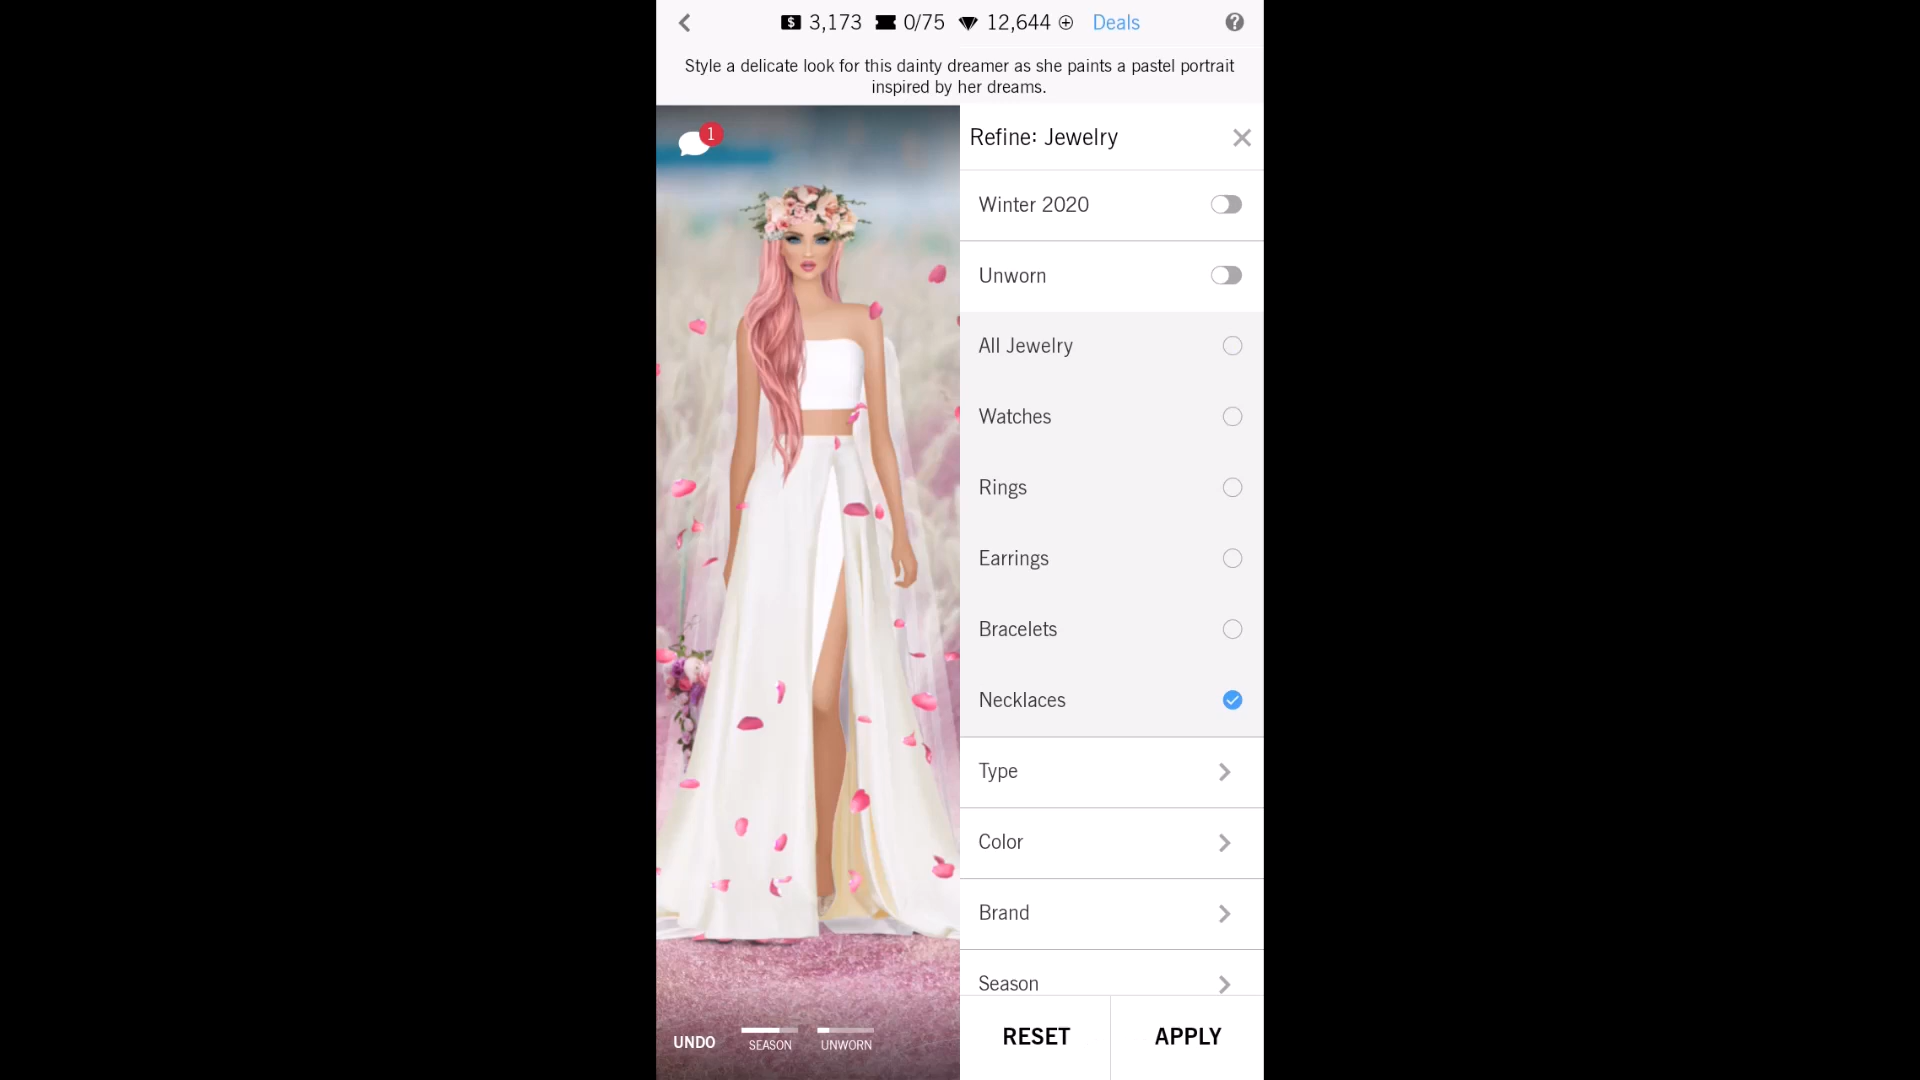 $ 3,173 0/75 12,644 Deals ?
Style a delicate look for this dainty dreamer as she paints a pastel portrait
inspired by her dreams.
1
Refine: Jewelry
Winter 2020
Unworn
All Jewelry
Watches
Rings
Earrings
Bracelets
Necklaces
Type
Color
Brand
Season
UNDO
SEASON
UNWORN
RESET
APPLY